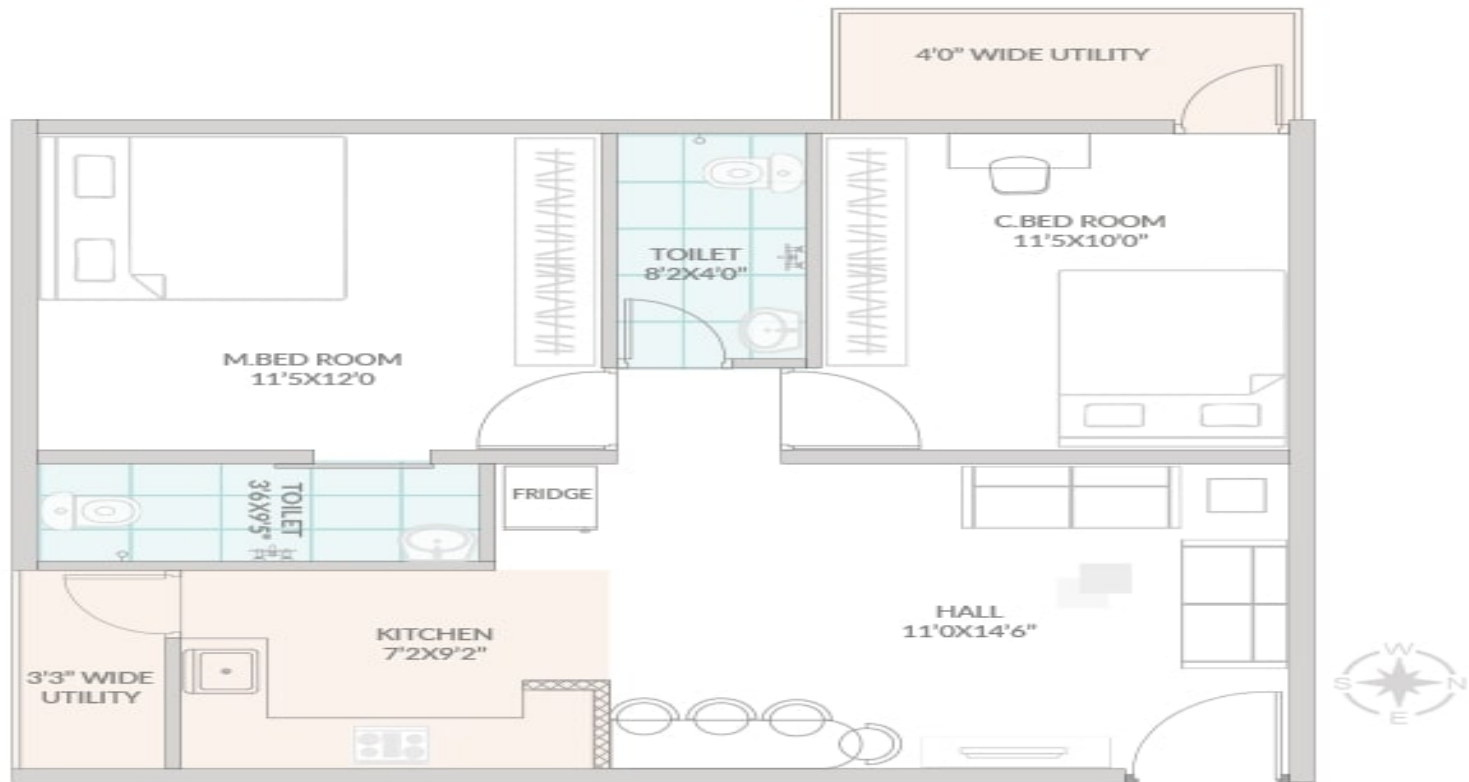 4'0" WIDE UTILITY
C.BED ROOM
11'5X10'0"
TOILET
8'2X4'0"
M.BED ROOM
11'5X12'0
TOILET
3'6X9'5"
FRIDGE
HALL
11'0X14'6"
KITCHEN
7'2X9'2"
3'3" WIDE
UTILITY
W
S
N
E